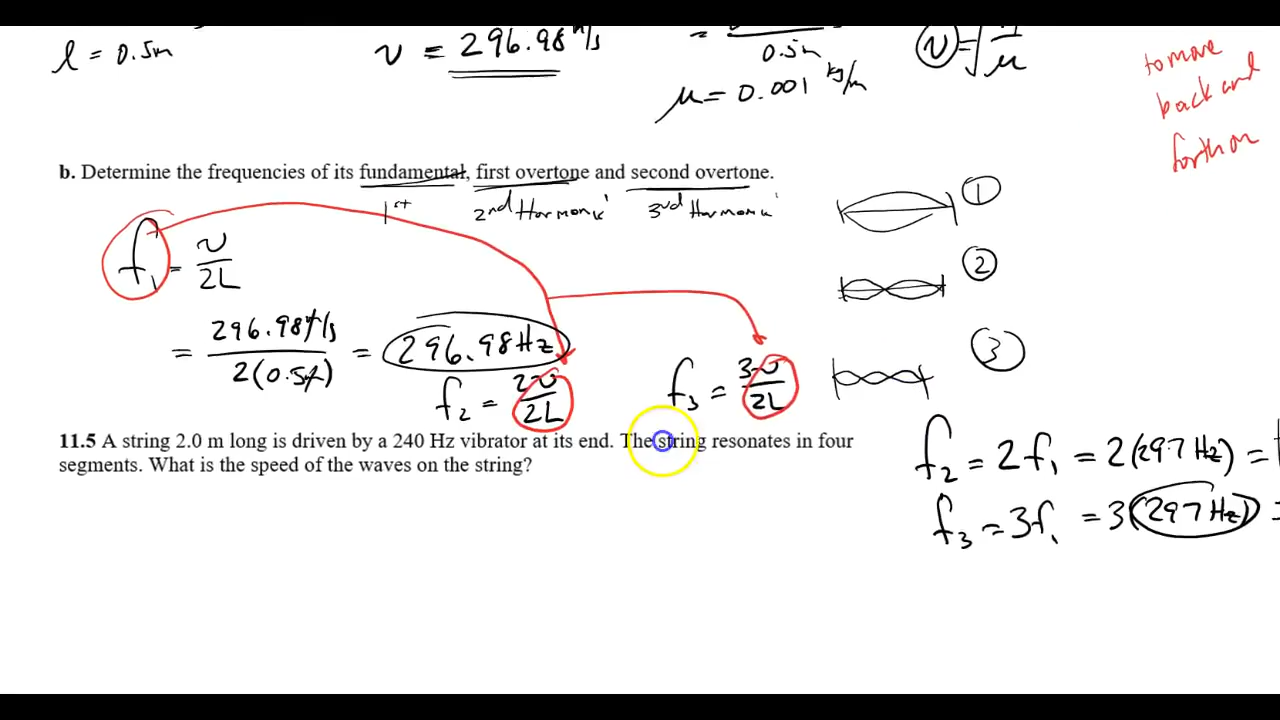 l = 0.5m
v = 296.98 m/s
=
0.5m
μ = 0.001 kg/m
v = √
μ
to move
back and
forth on
b. Determine the frequencies of its fundamental, first overtone and second overtone.
1st
2nd Harmonic
3rd Harmonic
①
②
③
f₁ = v/2L
= 296.98 m/s / 2(0.5m) = 296.98 Hz
f₂ = 2v/2L
f₃ = 3v/2L
11.5 A string 2.0 m long is driven by a 240 Hz vibrator at its end. The string resonates in four
segments. What is the speed of the waves on the string?
f₂ = 2f₁ = 2(297 Hz) =
f₃ = 3f₁ = 3(297 Hz) =